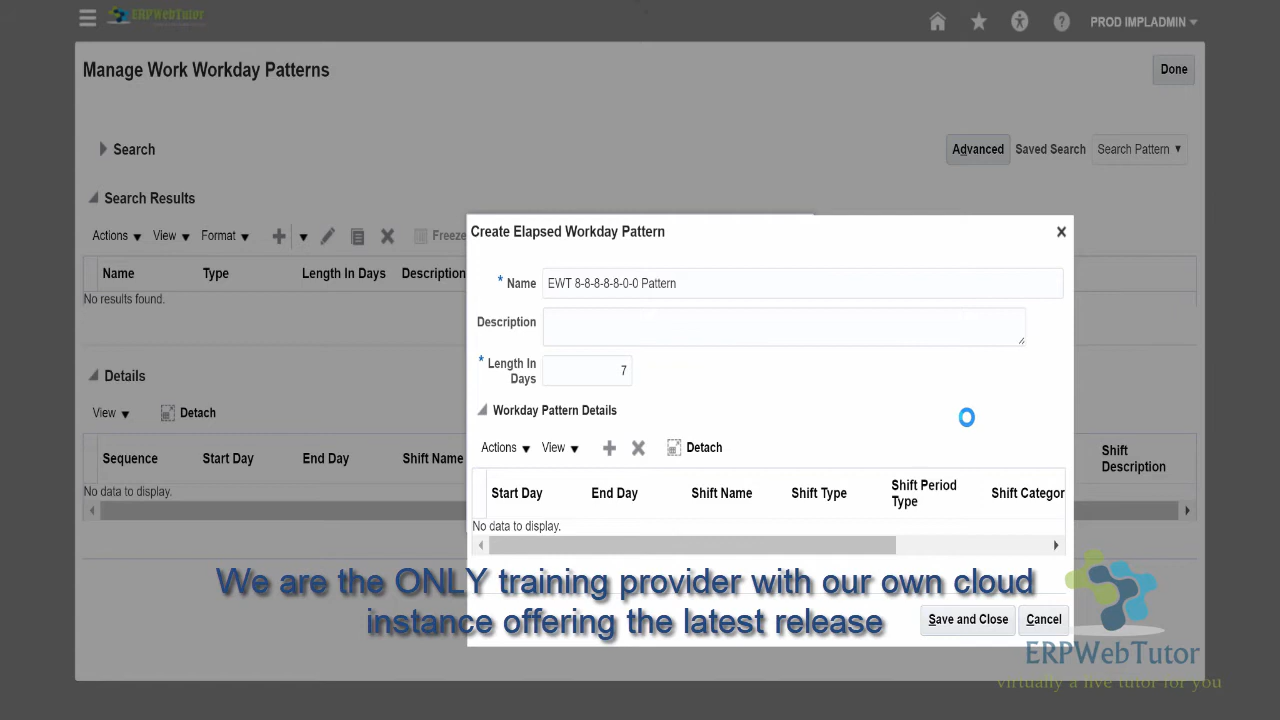 ERPWebTutor
PROD IMPLADMIN
Manage Work Workday Patterns
Done
Search
Advanced
Saved Search
Search Pattern
Search Results
Actions
View
Format
Freeze
Name
Type
Length In Days
Description
No results found.
Details
View
Detach
Sequence
Start Day
End Day
Shift Name
Shift
Description
No data to display.
Create Elapsed Workday Pattern
* Name
EWT 8-8-8-8-8-0-0 Pattern
Description
* Length In
Days
7
Workday Pattern Details
Actions
View
Detach
Start Day
End Day
Shift Name
Shift Type
Shift Period
Type
Shift Categor
No data to display.
We are the ONLY training provider with our own cloud
instance offering the latest release
Save and Close
Cancel
ERPWebTutor
virtually a live tutor for you